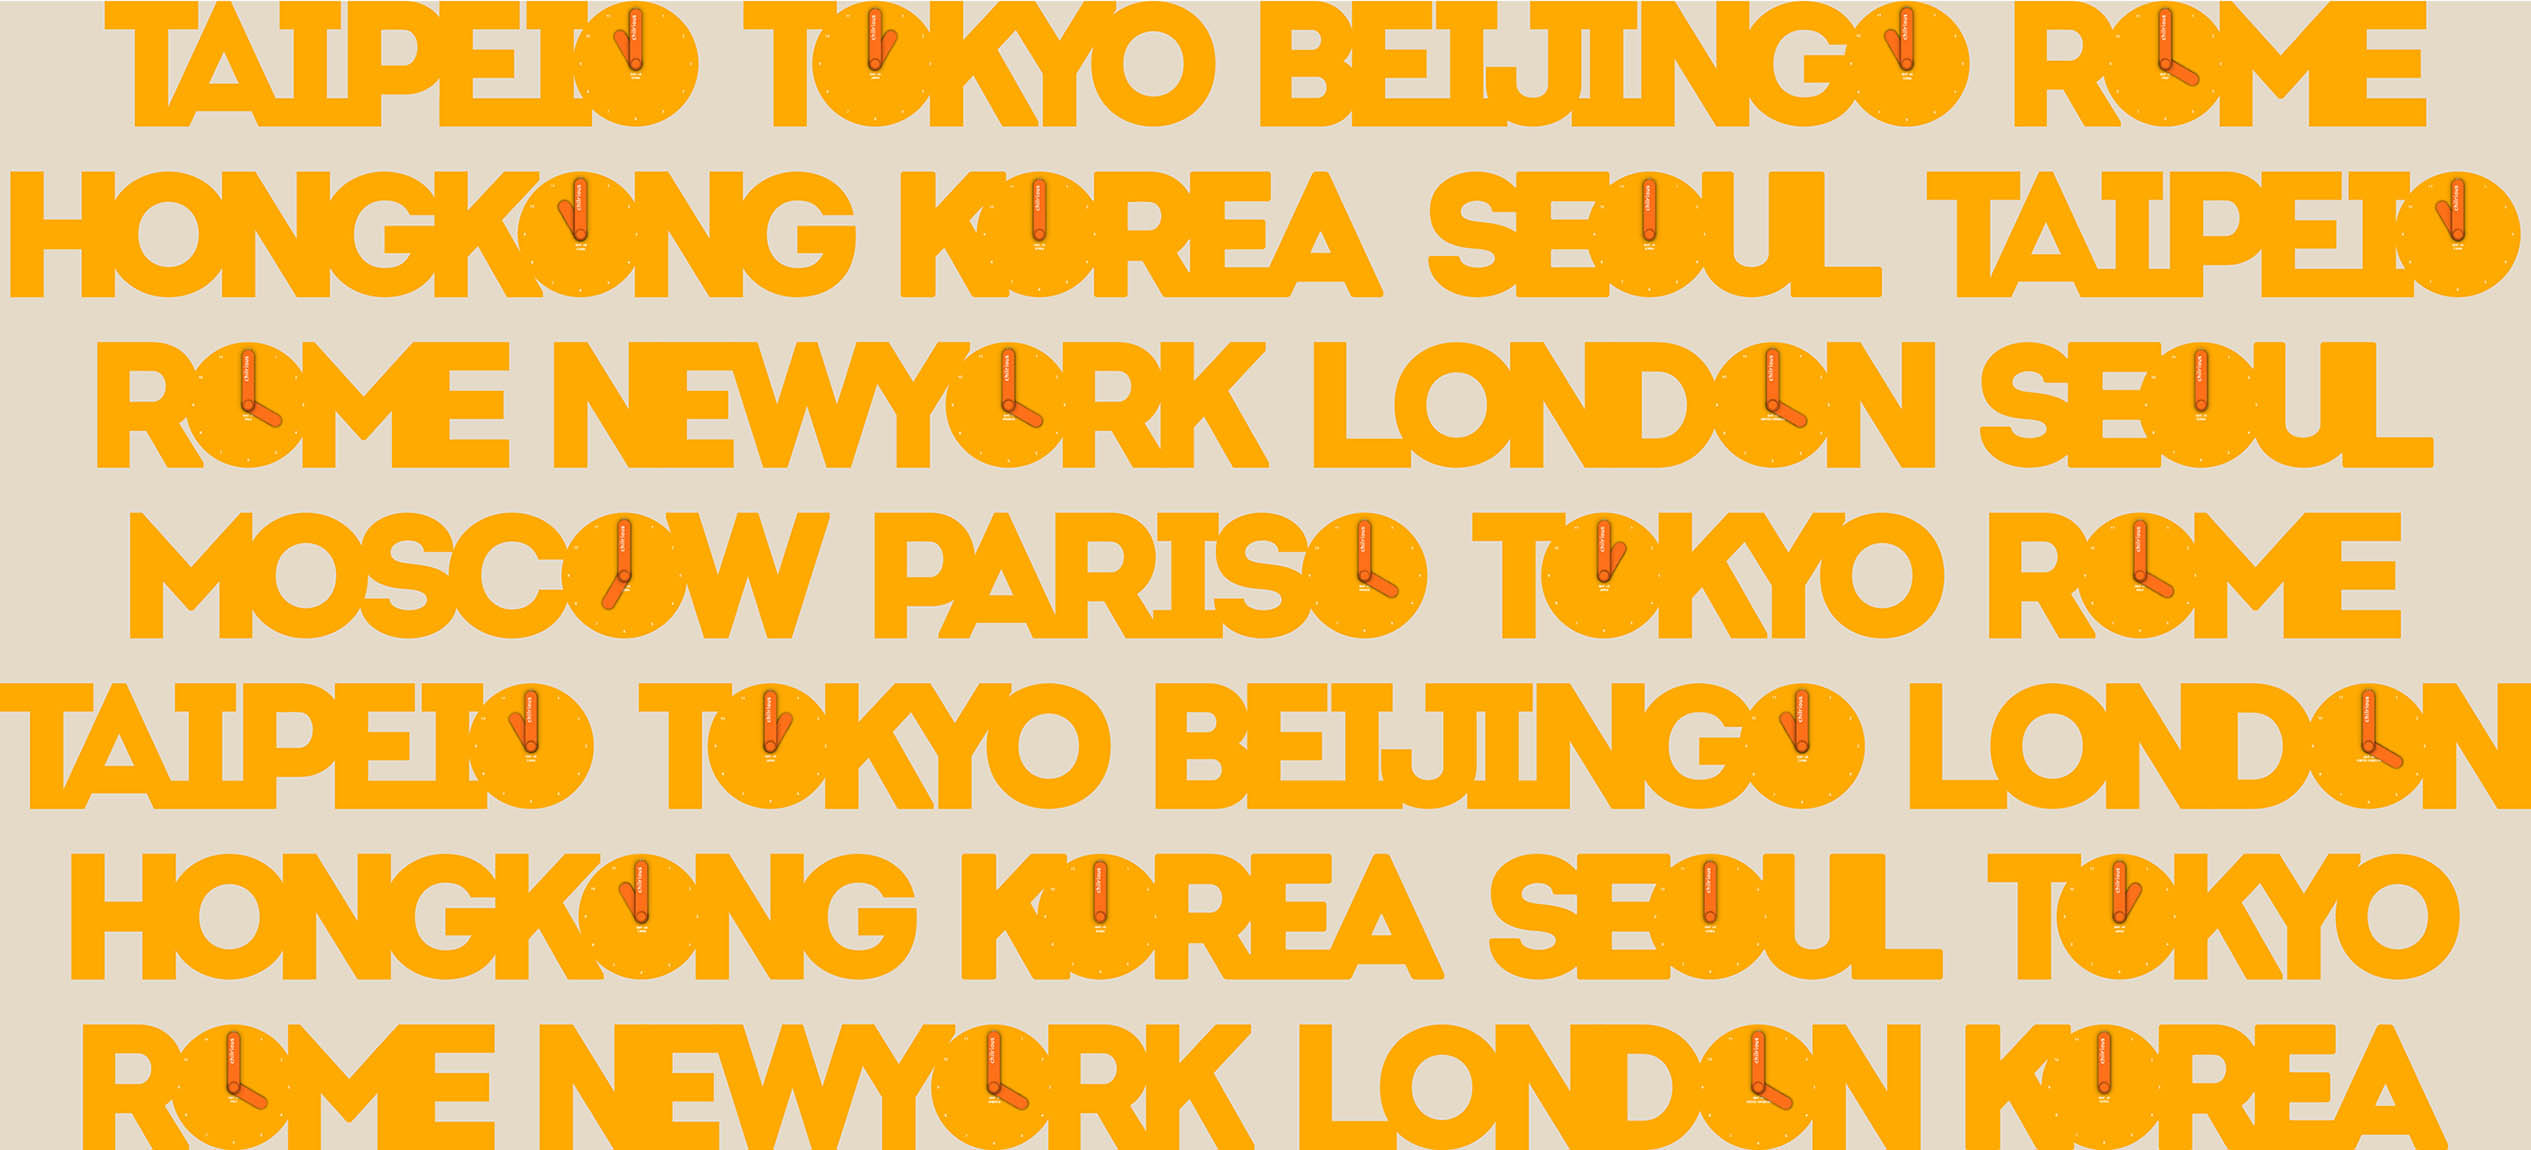 TAIPEIO TOKYO BEIJINGO ROME
HONGKONG KOREA SEOUL TAIPEIO
ROME NEWYORK LONDON SEOUL
MOSCOW PARISO TOKYO ROME
TAIPEIO TOKYO BEIJINGO LONDON
HONGKONG KOREA SEOUL TOKYO
ROME NEWYORK LONDON KOREA